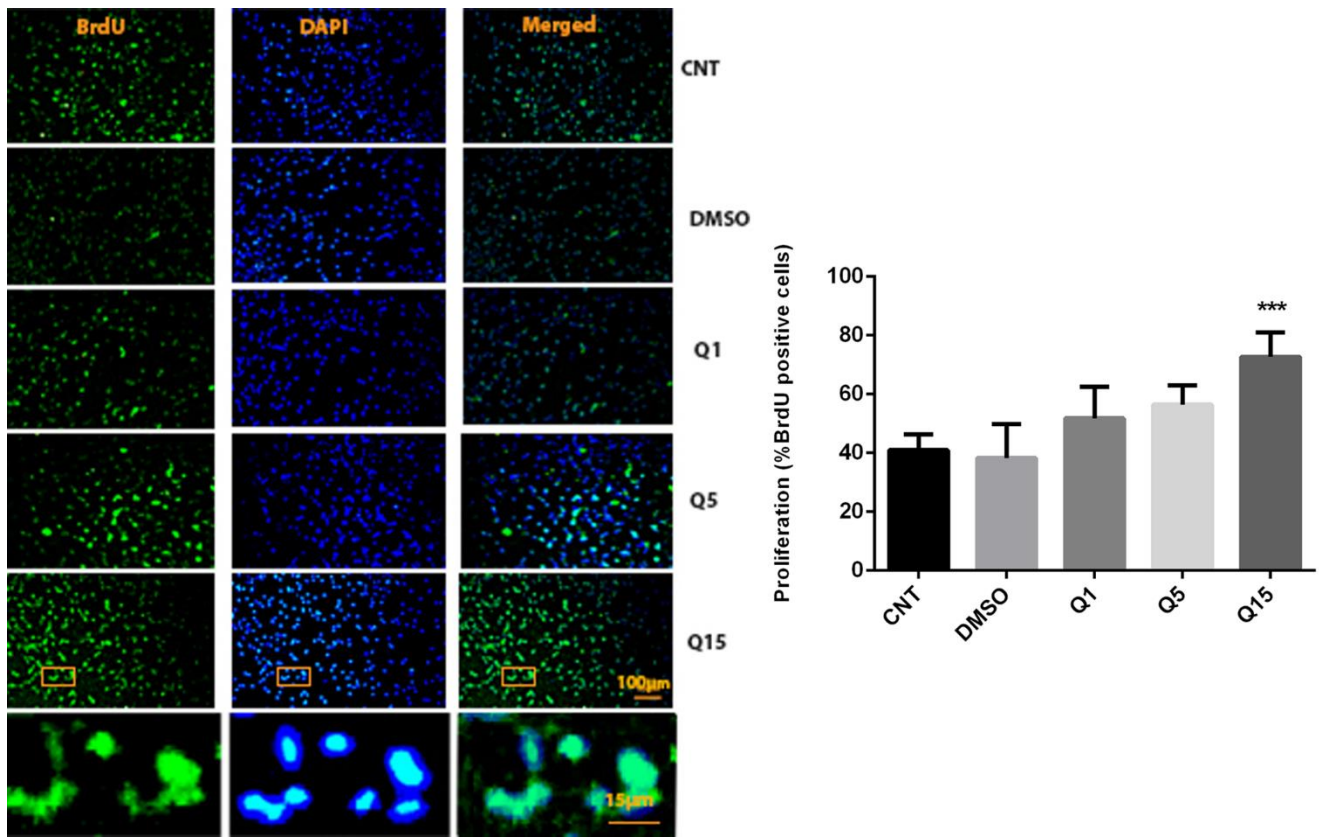 BrdU DAPI Merged
CNT
DMSO
Q1
Q5
Q15
100µm
15µm
Proliferation (%BrdU positive cells)
100
80
60
40
20
0
***
CNT DMSO Q1 Q5 Q15